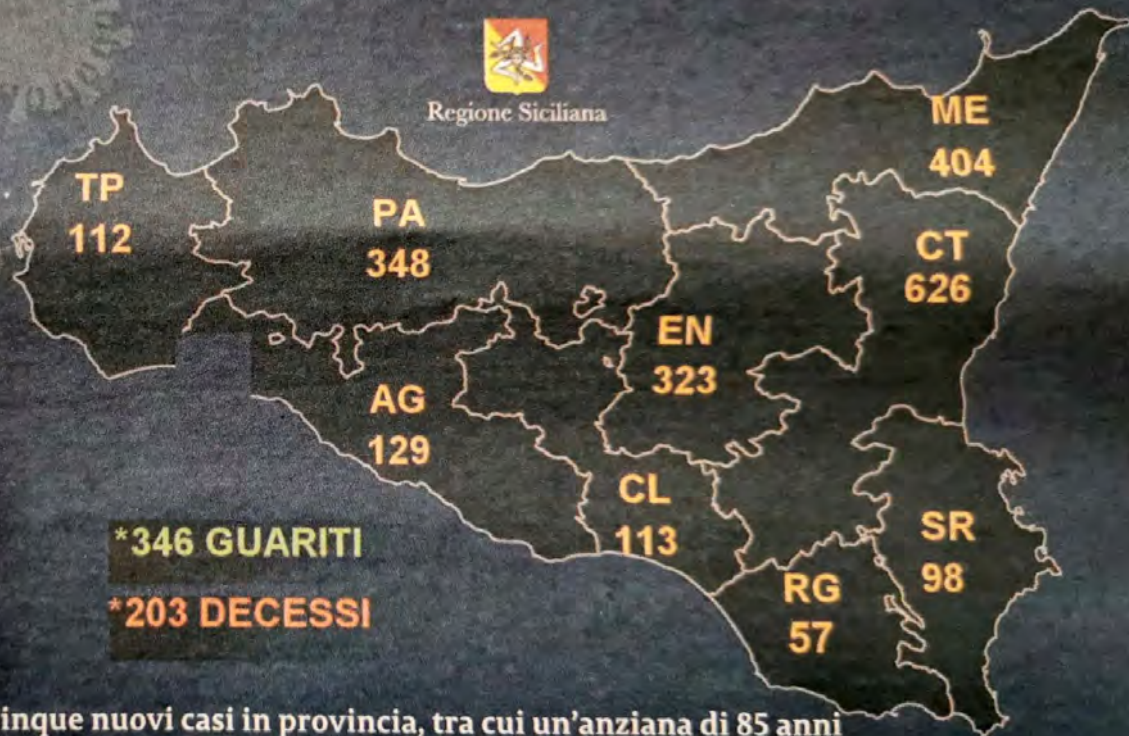 Regione Siciliana
ME
404
TP
112
PA
348
CT
626
EN
323
AG
129
CL
113
SR
98
RG
57
*346 GUARITI
*203 DECESSI
inque nuovi casi in provincia, tra cui un'anziana di 85 anni